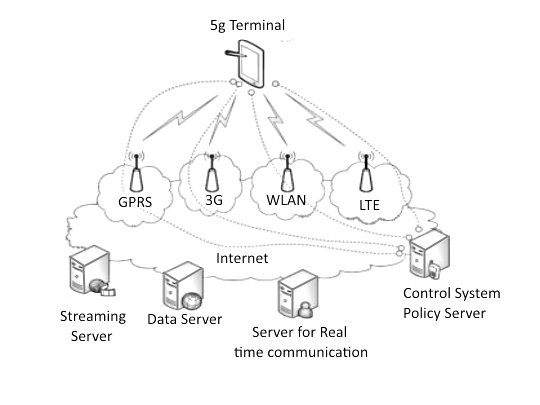 5g Terminal
GPRS
3G
WLAN
LTE
Internet
Streaming
Server
Data Server
Server for Real
time communication
Control System
Policy Server